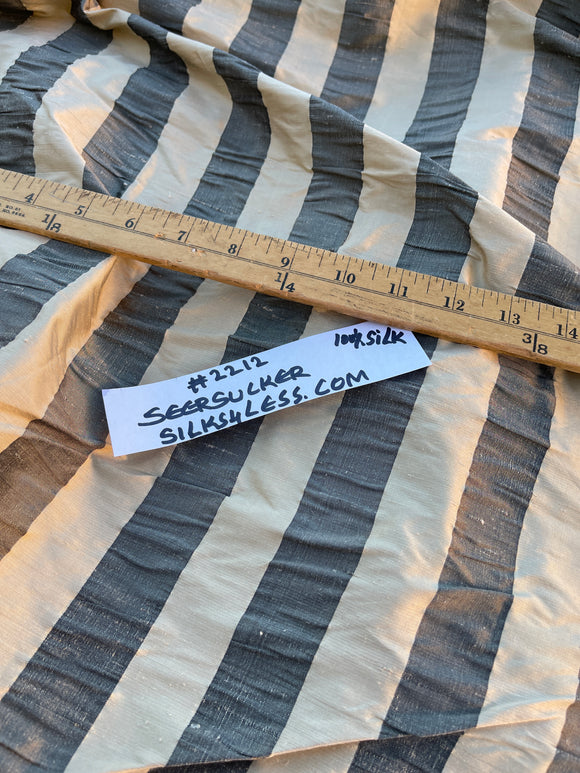 4 5 6 7 8 9 10 11 12 13
1/8 1/4 3/8
#2212 100% SILK
SEERSUCKER
SILKS4LESS.COM